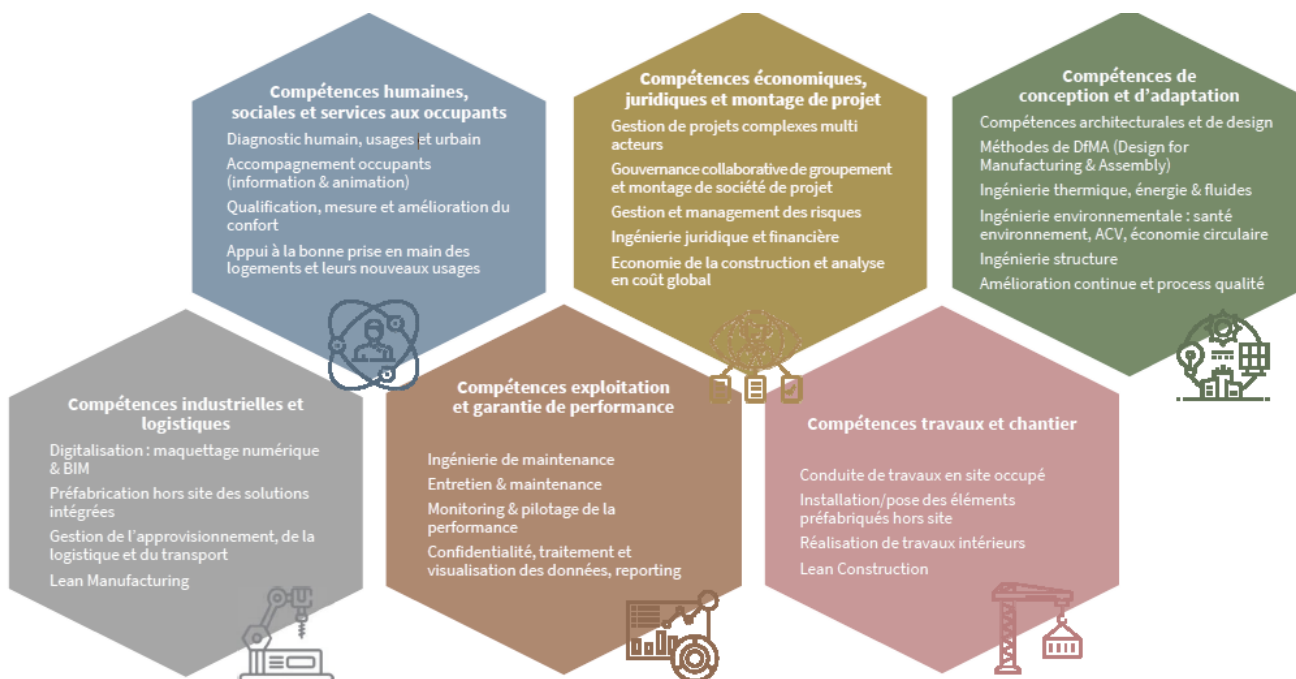 Compétences humaines,
sociales et services aux occupants
Diagnostic humain, usages et urbain
Accompagnement occupants
(information & animation)
Qualification, mesure et amélioration du
confort
Appui à la bonne prise en main des
logements et leurs nouveaux usages
Compétences économiques,
juridiques et montage de projet
Gestion de projets complexes multi
acteurs
Gouvernance collaborative de groupement
et montage de société de projet
Gestion et management des risques
Ingénierie juridique et financière
Economie de la construction et analyse
en coût global
Compétences de
conception et d'adaptation
Compétences architecturales et de design
Méthodes de DfMA (Design for
Manufacturing & Assembly)
Ingénierie thermique, énergie & fluides
Ingénierie environnementale : santé
environnement, ACV, économie circulaire
Ingénierie structure
Amélioration continue et process qualité
Compétences industrielles et
logistiques
Digitalisation : maquettage numérique
& BIM
Préfabrication hors site des solutions
intégrées
Gestion de l'approvisionnement, de la
logistique et du transport
Lean Manufacturing
Compétences exploitation
et garantie de performance
Ingénierie de maintenance
Entretien & maintenance
Monitoring & pilotage de la
performance
Confidentialité, traitement et
visualisation des données, reporting
Compétences travaux et chantier
Conduite de travaux en site occupé
Installation/pose des éléments
préfabriqués hors site
Réalisation de travaux intérieurs
Lean Construction